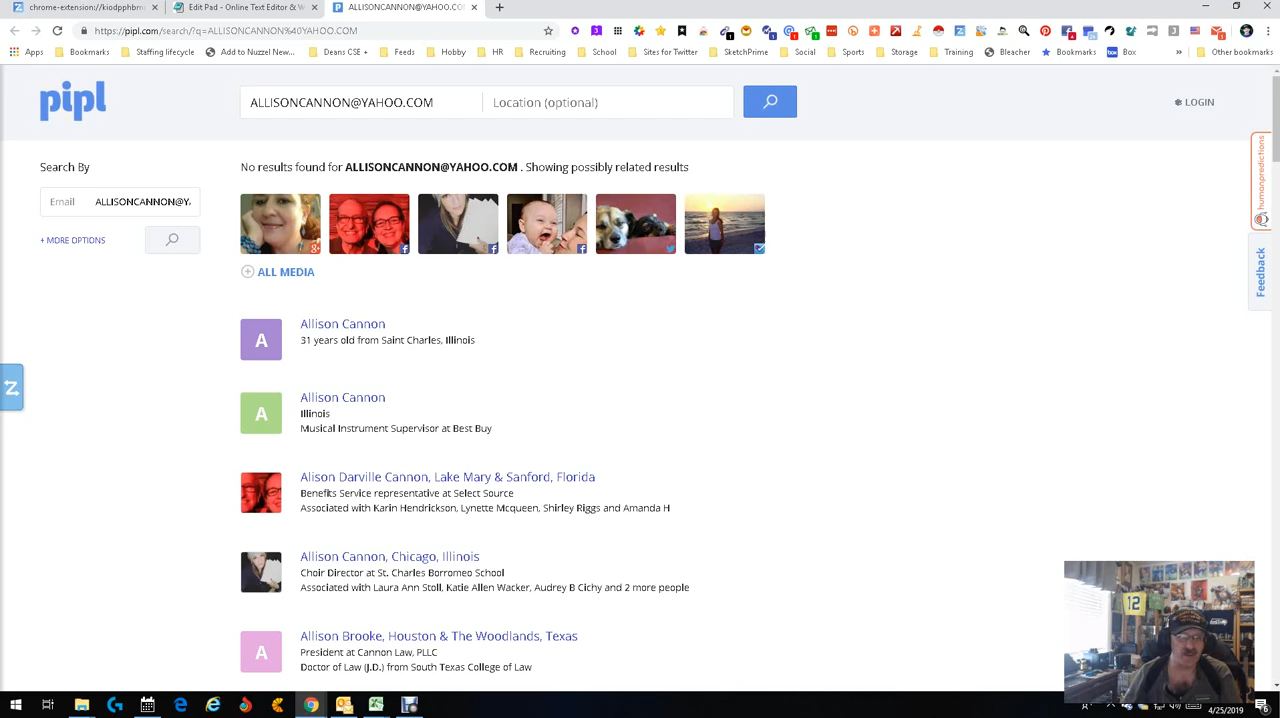 chrome-extension://kiodpphbm
Edit Pad - Online Text Editor & W
ALLISONCANNON@YAHOO.CO
https://pipl.com/search/?q=ALLISONCANNON%40YAHOO.COM
Apps Bookmarks Staffing lifecycle Add to Nuzzel New... Deans CSE Feeds Hobby HR Recruiting School Sites for Twitter SketchPrime Social Sports Storage Training Bleacher Bookmarks Box » Other bookmarks
pipl
ALLISONCANNON@YAHOO.COM Location (optional)
LOGIN
Search By
No results found for ALLISONCANNON@YAHOO.COM . Showing possibly related results
Email ALLISONCANNON@YA
+ MORE OPTIONS
ALL MEDIA
humanpredictions
Feedback
A
Allison Cannon
31 years old from Saint Charles, Illinois
A
Allison Cannon
Illinois
Musical Instrument Supervisor at Best Buy
Alison Darville Cannon, Lake Mary & Sanford, Florida
Benefits Service representative at Select Source
Associated with Karin Hendrickson, Lynette Mcqueen, Shirley Riggs and Amanda H
Allison Cannon, Chicago, Illinois
Choir Director at St. Charles Borromeo School
Associated with Laura Ann Stoll, Katie Allen Wacker, Audrey B Cichy and 2 more people
A
Allison Brooke, Houston & The Woodlands, Texas
President at Cannon Law, PLLC
Doctor of Law (J.D.) from South Texas College of Law
Z
12
4/25/2019